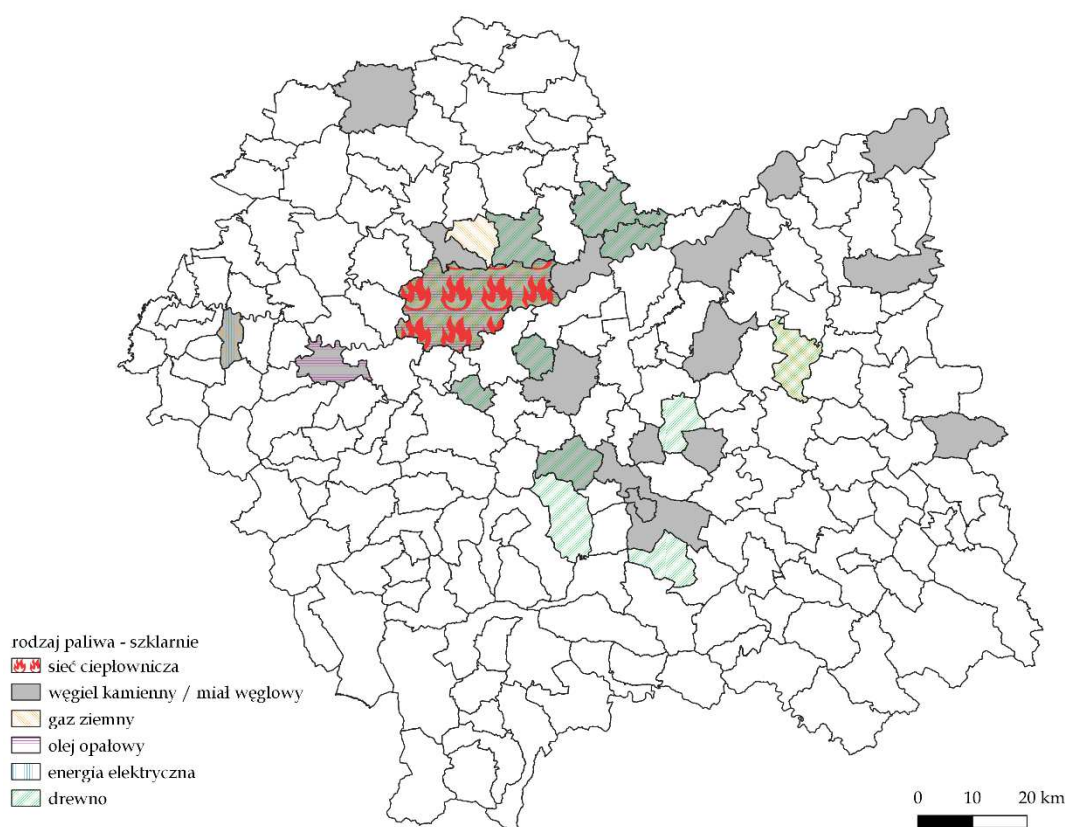 rodzaj paliwa - szklarnie
sieć ciepłownicza
węgiel kamienny / miał węglowy
gaz ziemny
olej opałowy
energia elektryczna
drewno
0 10 20 km